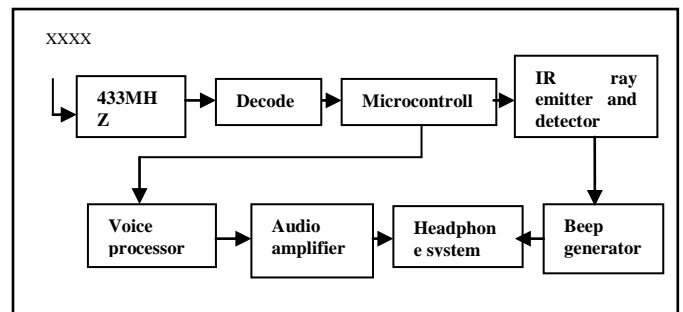 XXXX
433MH
Z
Decode
Microcontroll
IR ray
emitter and
detector
Voice
processor
Audio
amplifier
Headphon
e system
Beep
generator